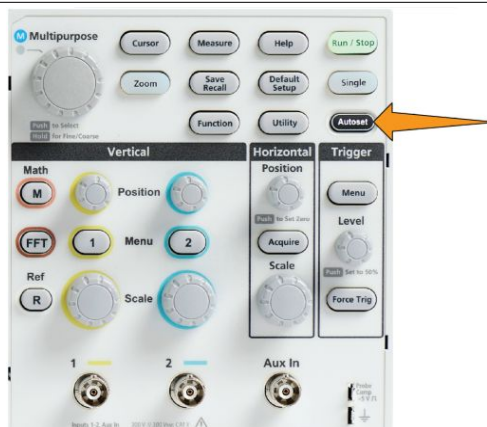 M Multipurpose
Cursor
Measure
Help
Run / Stop
Zoom
Save
Recall
Default
Setup
Single
Push to Select
Hold for Fine/Coarse
Function
Utility
Autoset
Vertical
Horizontal
Trigger
Math
M
Position
Position
Menu
Push to Set Zero
Level
FFT
1
Menu
2
Acquire
Push Set to 50%
Ref
R
Scale
Scale
Force Trig
1
2
Aux In
Probe
Comp